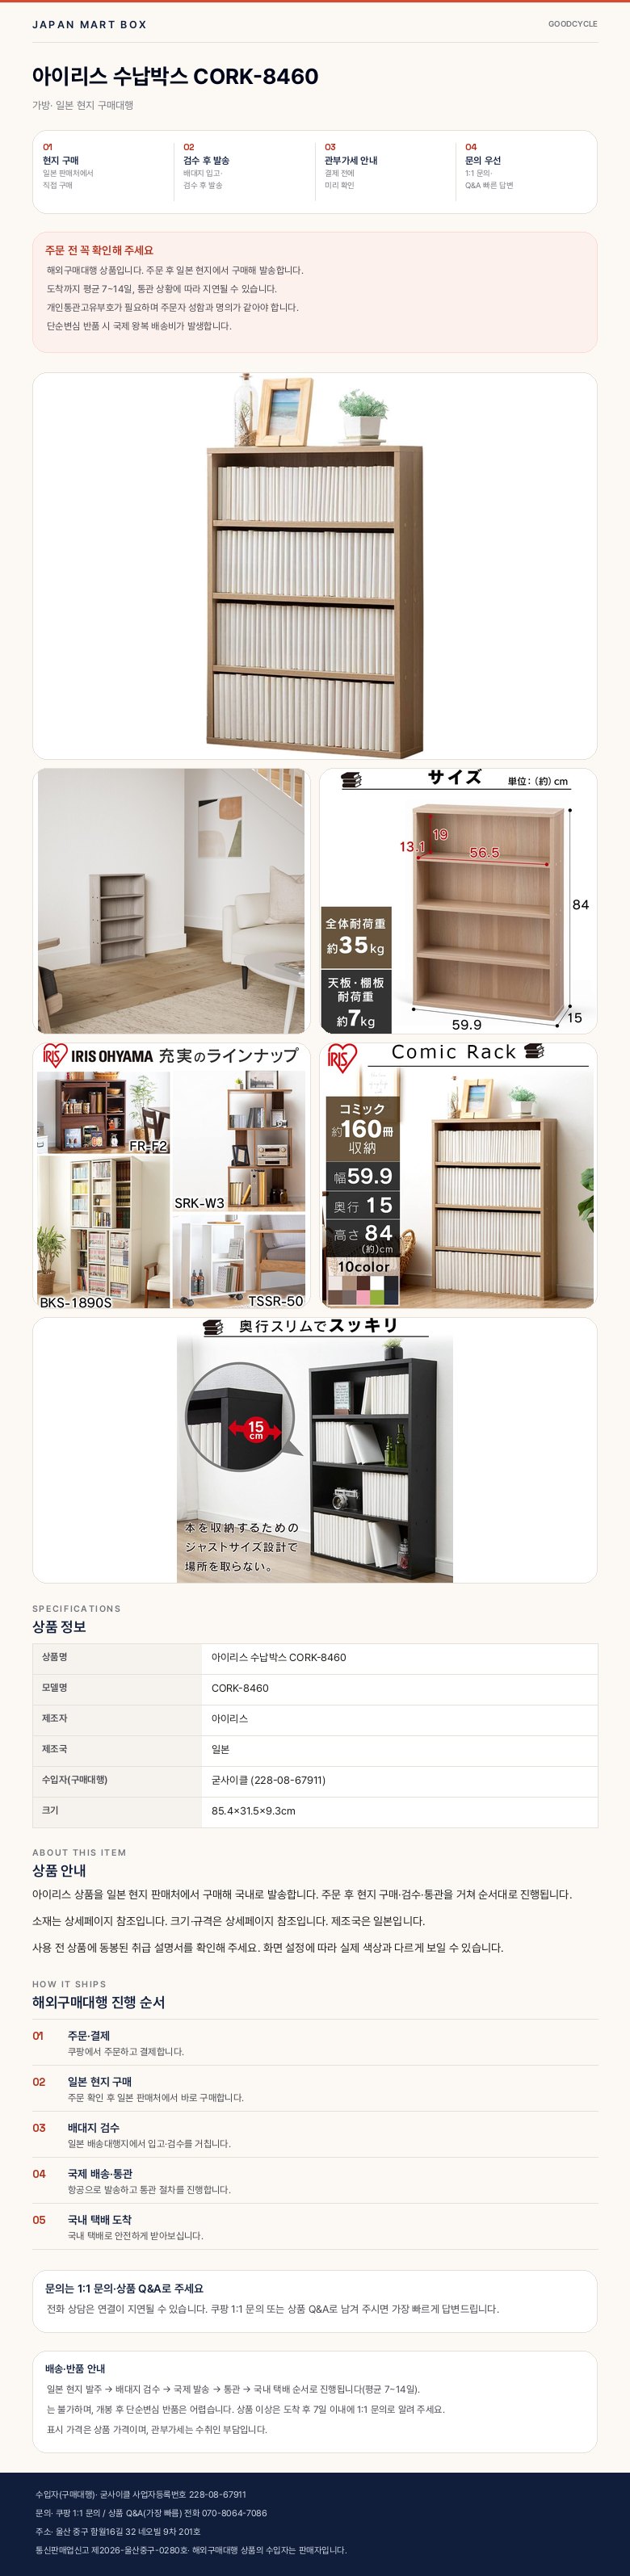 JAPAN MART BOX
GOODCYCLE
아이리스 수납박스 CORK-8460
가방· 일본 현지 구매대행
01
현지 구매
일본 판매처에서
직접 구매
02
검수 후 발송
배대지 입고·
검수 후 발송
03
관부가세 안내
결제 전에
미리 확인
04
문의 우선
1:1 문의·
Q&A 빠른 답변
주문 전 꼭 확인해 주세요
해외구매대행 상품입니다. 주문 후 일본 현지에서 구매해 발송합니다.
도착까지 평균 7~14일, 통관 상황에 따라 지연될 수 있습니다.
개인통관고유부호가 필요하며 주문자 성함과 명의가 같아야 합니다.
단순변심 반품 시 국제 왕복 배송비가 발생합니다.
サイズ 単位：(約)cm
19
13.1
56.5
84
全体耐荷重
約35kg
天板・棚板
耐荷重
約7kg
59.9
15
IRIS IRIS OHYAMA 充実のラインナップ
FR-F2
SRK-W3
BKS-1890S
TSSR-50
IRIS
Comic Rack
コミック
約160冊
収納
幅59.9
奥行 15
高さ 84
(約)cm
10color
奥行スリムでスッキリ
15
cm
本を収納するための
ジャストサイズ設計で
場所を取らない。
SPECIFICATIONS
상품 정보
상품명 아이리스 수납박스 CORK-8460
모델명 CORK-8460
제조자 아이리스
제조국 일본
수입자(구매대행) 굳사이클 (228-08-67911)
크기 85.4×31.5×9.3cm
ABOUT THIS ITEM
상품 안내
아이리스 상품을 일본 현지 판매처에서 구매해 국내로 발송합니다. 주문 후 현지 구매·검수·통관을 거쳐 순서대로 진행됩니다.
소재는 상세페이지 참조입니다. 크기·규격은 상세페이지 참조입니다. 제조국은 일본입니다.
사용 전 상품에 동봉된 취급 설명서를 확인해 주세요. 화면 설정에 따라 실제 색상과 다르게 보일 수 있습니다.
HOW IT SHIPS
해외구매대행 진행 순서
01 주문·결제
쿠팡에서 주문하고 결제합니다.
02 일본 현지 구매
주문 확인 후 일본 판매처에서 바로 구매합니다.
03 배대지 검수
일본 배송대행지에서 입고·검수를 거칩니다.
04 국제 배송·통관
항공으로 발송하고 통관 절차를 진행합니다.
05 국내 택배 도착
국내 택배로 안전하게 받아보십니다.
문의는 1:1 문의·상품 Q&A로 주세요
전화 상담은 연결이 지연될 수 있습니다. 쿠팡 1:1 문의 또는 상품 Q&A로 남겨 주시면 가장 빠르게 답변드립니다.
배송·반품 안내
일본 현지 발주 → 배대지 검수 → 국제 발송 → 통관 → 국내 택배 순서로 진행됩니다(평균 7~14일).
는 불가하며, 개봉 후 단순변심 반품은 어렵습니다. 상품 이상은 도착 후 7일 이내에 1:1 문의로 알려 주세요.
표시 가격은 상품 가격이며, 관부가세는 수취인 부담입니다.
수입자(구매대행)· 굳사이클 사업자등록번호 228-08-67911
문의· 쿠팡 1:1 문의 / 상품 Q&A(가장 빠름) 전화 070-8064-7086
주소· 울산 중구 함월16길 32 네오빌 9차 201호
통신판매업신고 제2026-울산중구-0280호· 해외구매대행 상품의 수입자는 판매자입니다.